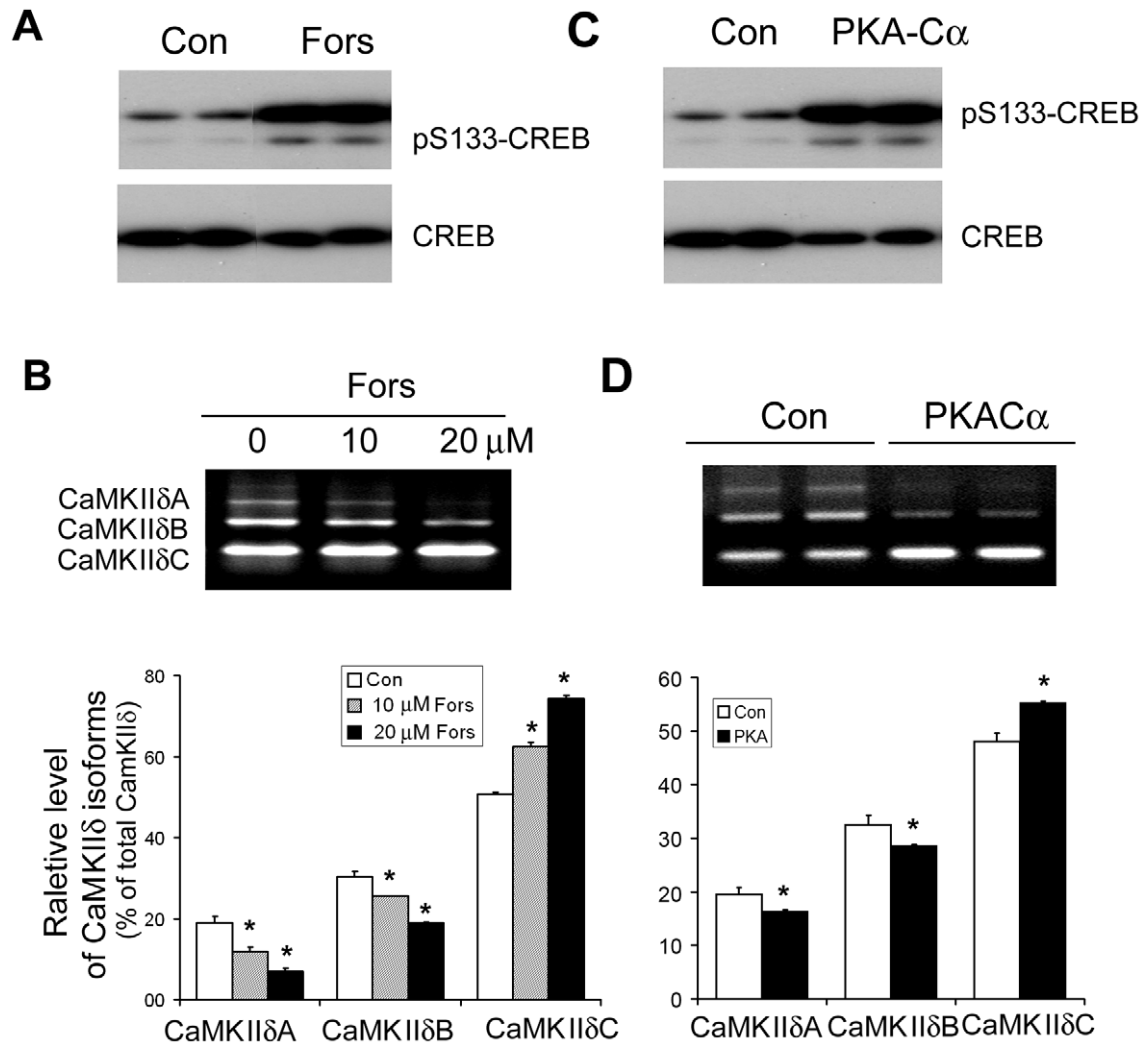 A
Con Fors
pS133-CREB
CREB
C
Con PKA-Cα
pS133-CREB
CREB
B
Fors
0 10 20 μM
CaMKIIδA
CaMKIIδB
CaMKIIδC
D
Con PKACα
Raletive level
of CaMKIIδ isoforms
(% of total CamKIIδ)
80
60
40
20
00
Con
10 μM Fors
20 μM Fors
* * * * * *
CaMKIIδA CaMKIIδB CaMKIIδC
60
50
40
30
20
10
0
Con
PKA
* * *
CaMKIIδA CaMKIIδB CaMKIIδC